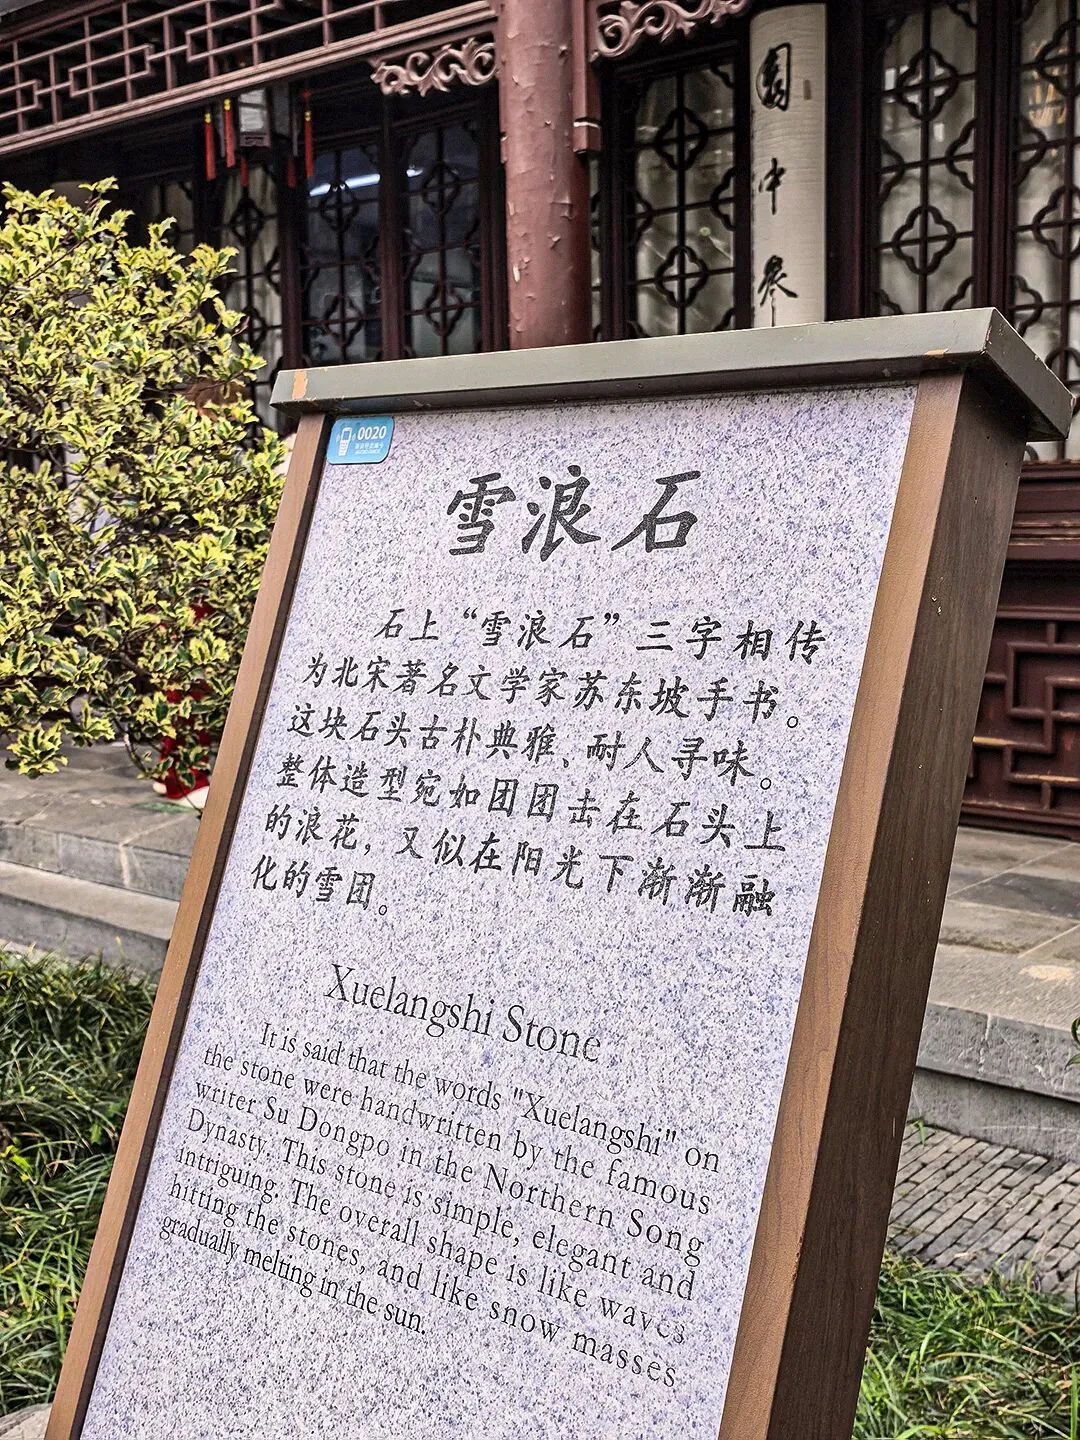 園中參
0020
雪浪石
石上“雪浪石”三字相传
为北宋著名文学家苏东坡手书。
这块石头古朴典雅、耐人寻味。
整体造型宛如团团击在石头上
的浪花，又似在阳光下渐渐融
化的雪团。
Xuelangshi Stone
It is said that the words "Xuelangshi" on
the stone were handwritten by the famous
writer Su Dongpo in the Northern Song
Dynasty. This stone is simple, elegant and
intriguing. The overall shape is like waves
hitting the stones, and like snow masses
gradually melting in the sun.